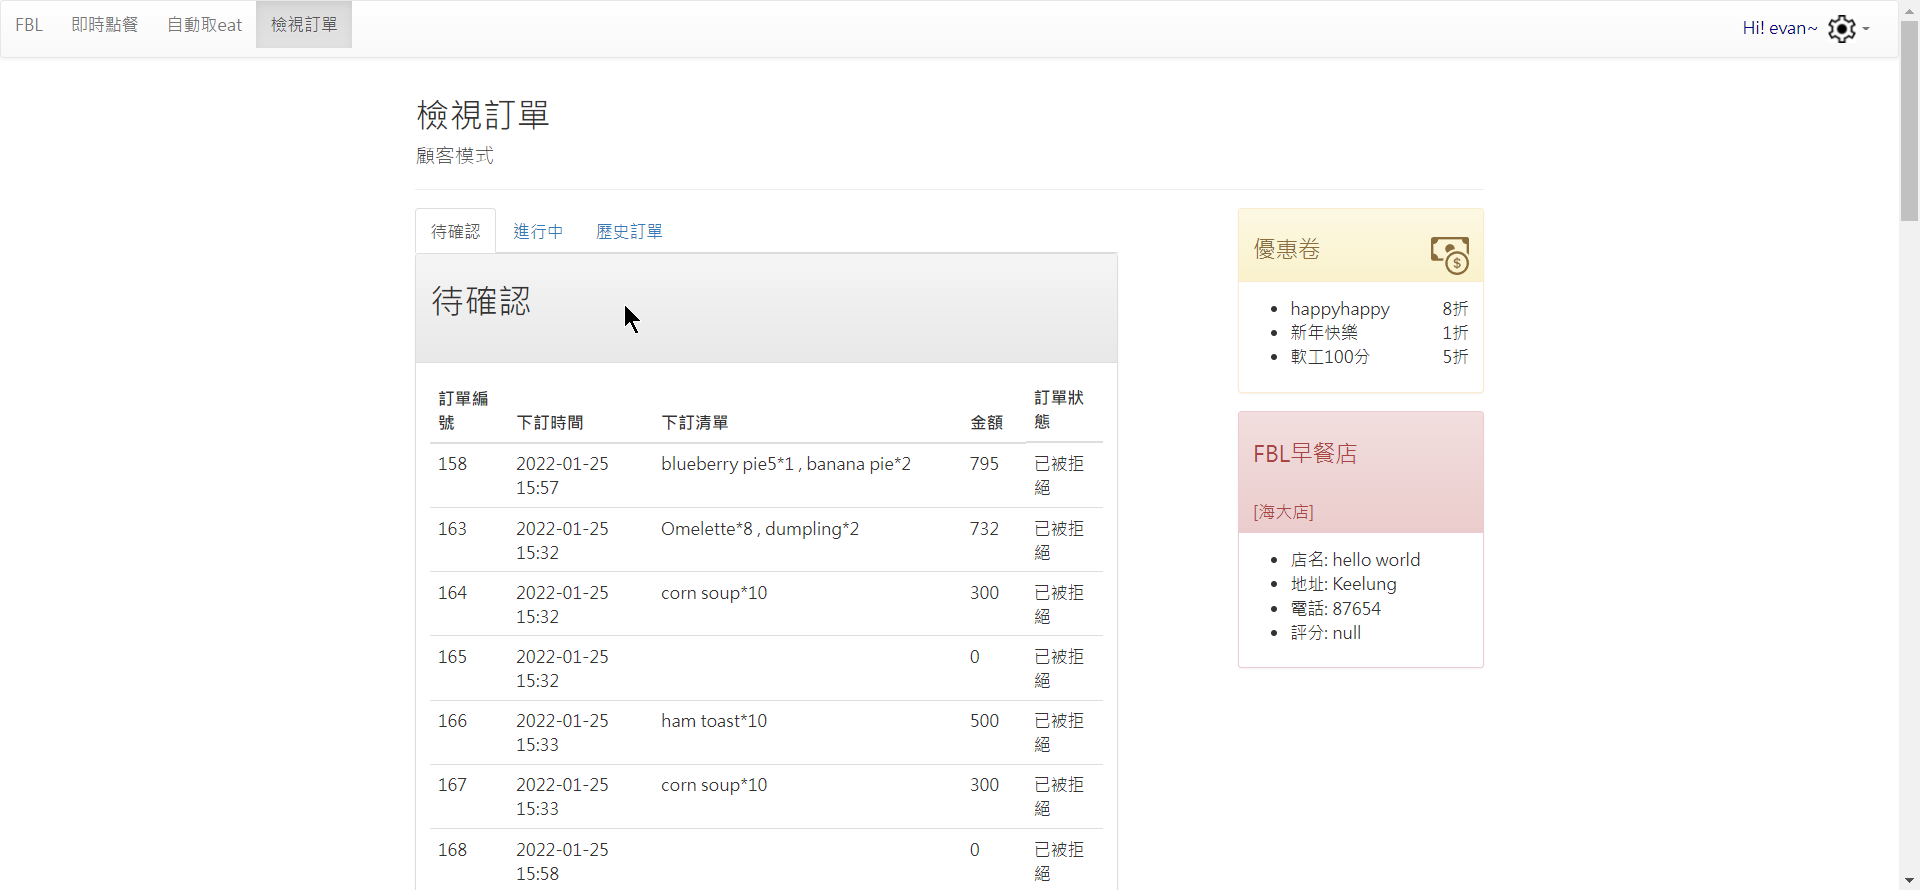 FBL 即時點餐 自動取eat 檢視訂單 Hi! evan~
檢視訂單
顧客模式
待確認 進行中 歷史訂單
待確認
訂單編號 下訂時間 下訂清單 金額 訂單狀態
158 2022-01-25 15:57 blueberry pie5*1 , banana pie*2 795 已被拒絕
163 2022-01-25 15:32 Omelette*8 , dumpling*2 732 已被拒絕
164 2022-01-25 15:32 corn soup*10 300 已被拒絕
165 2022-01-25 15:32 0 已被拒絕
166 2022-01-25 15:33 ham toast*10 500 已被拒絕
167 2022-01-25 15:33 corn soup*10 300 已被拒絕
168 2022-01-25 15:58 0 已被拒絕
優惠卷
happyhappy 8折
新年快樂 1折
軟工100分 5折
FBL早餐店
[海大店]
店名: hello world
地址: Keelung
電話: 87654
評分: null